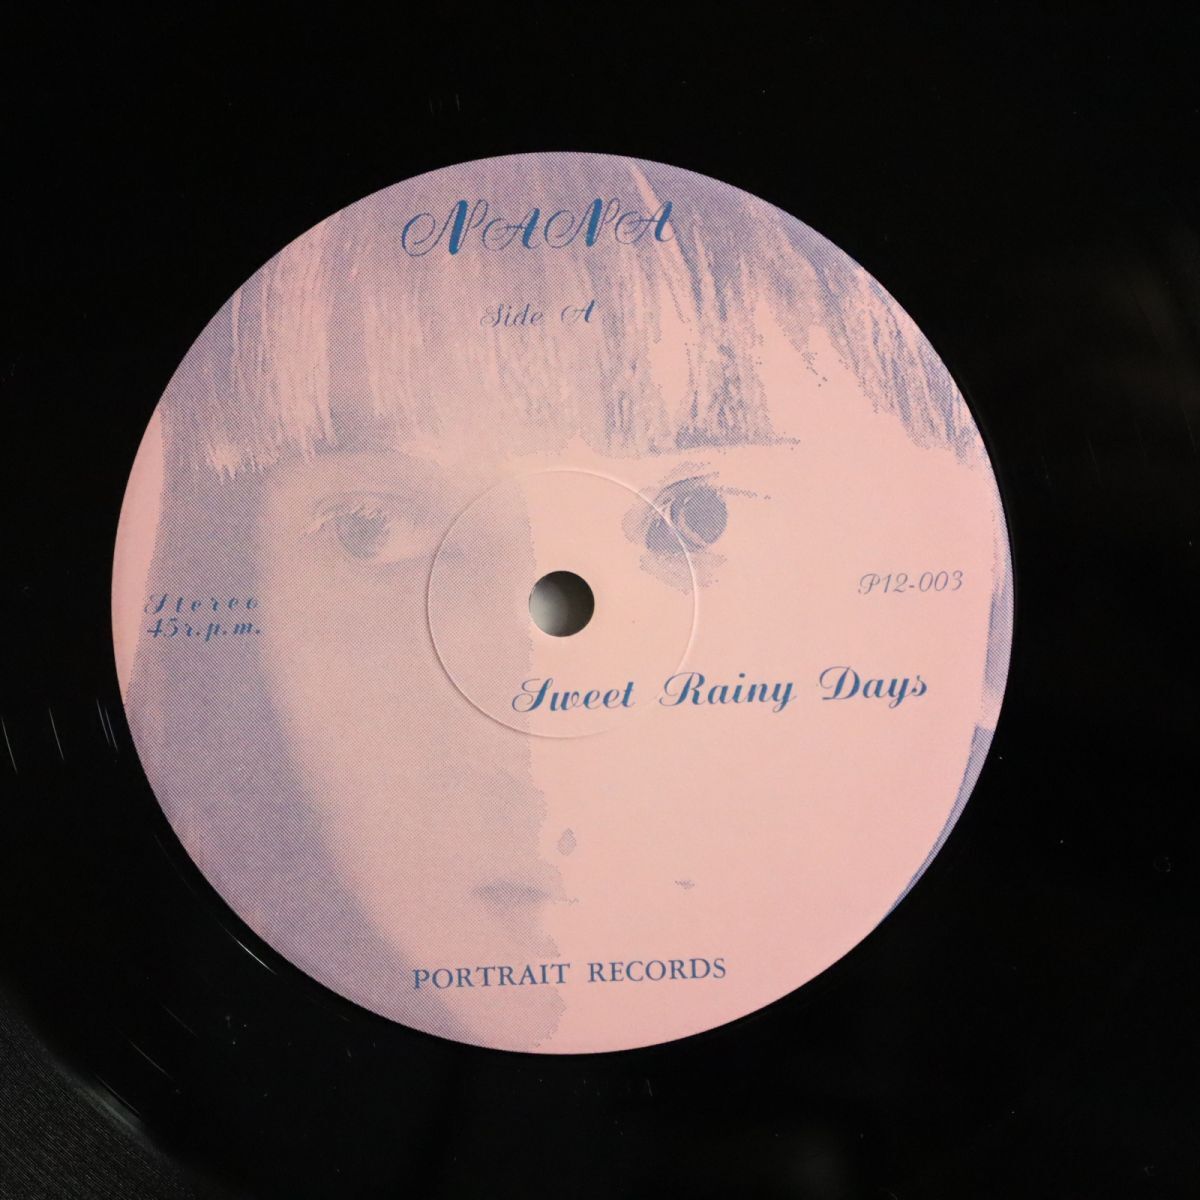 NANA
Side A
Stereo
45r.p.m.
P12-003
Sweet Rainy Days
PORTRAIT RECORDS